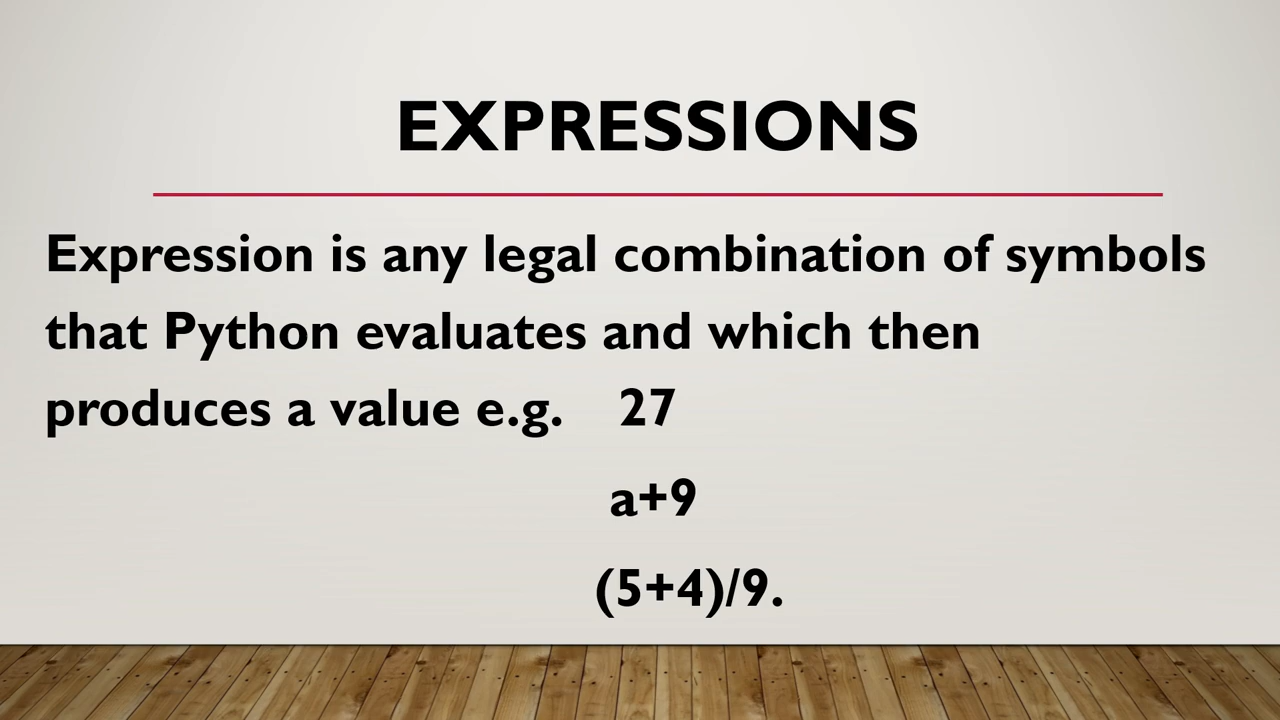 EXPRESSIONS
Expression is any legal combination of symbols
that Python evaluates and which then
produces a value e.g. 27
a+9
(5+4)/9.